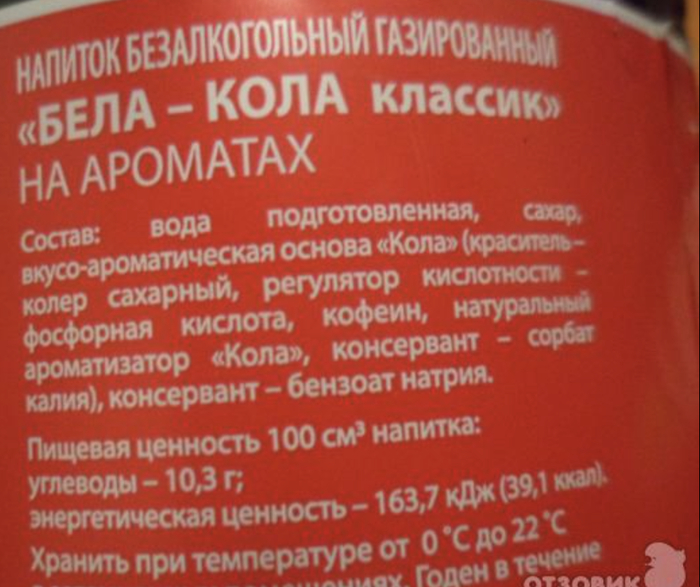 НАПИТОК БЕЗАЛКОГОЛЬНЫЙ ГАЗИРОВАННЫЙ
«БЕЛА – КОЛА классик»
НА АРОМАТАХ
Состав: вода подготовленная, сахар,
вкусо-ароматическая основа «Кола» (краситель–
колер сахарный, регулятор кислотности –
фосфорная кислота, кофеин, натуральный
ароматизатор «Кола», консервант – сорбат
калия), консервант – бензоат натрия.
Пищевая ценность 100 см³ напитка:
углеводы – 10,3 г;
энергетическая ценность – 163,7 кДж (39,1 ккал).
Хранить при температуре от 0 °С до 22 °С
Годен в течение
ОТЗОВИК